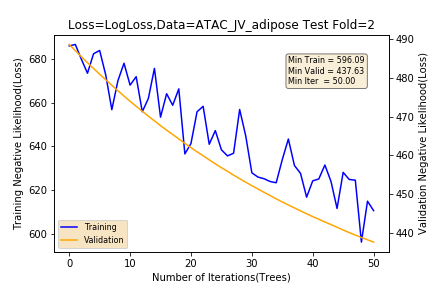 Loss=LogLoss,Data=ATAC_JV_adipose Test Fold=2
Training Negative Likelihood(Loss)
680
660
640
620
600
Min Train = 596.09
Min Valid = 437.63
Min Iter = 50.00
Training
Validation
490
480
470
460
450
440
Validation Negative Likelihood(Loss)
0 10 20 30 40 50
Number of Iterations(Trees)